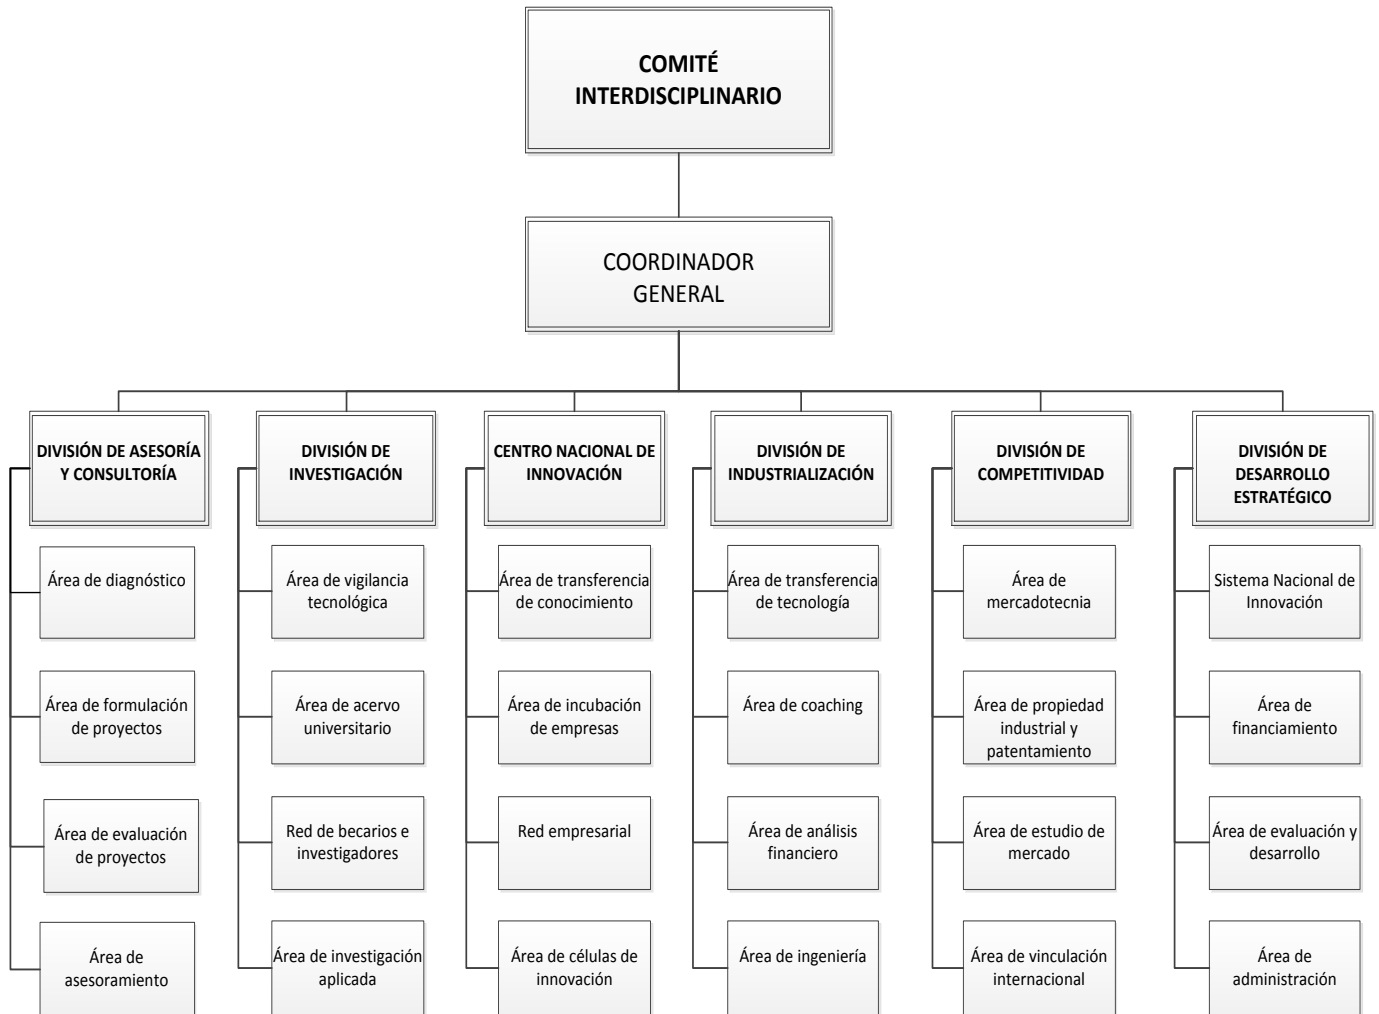 COMITÉ
INTERDISCIPLINARIO
COORDINADOR
GENERAL
DIVISIÓN DE ASESORÍA
Y CONSULTORÍA
DIVISIÓN DE
INVESTIGACIÓN
CENTRO NACIONAL DE
INNOVACIÓN
DIVISIÓN DE
INDUSTRIALIZACIÓN
DIVISIÓN DE
COMPETITIVIDAD
DIVISIÓN DE
DESARROLLO
ESTRATÉGICO
Área de diagnóstico
Área de vigilancia
tecnológica
Área de transferencia
de conocimiento
Área de transferencia
de tecnología
Área de
mercadotecnia
Sistema Nacional de
Innovación
Área de formulación
de proyectos
Área de acervo
universitario
Área de incubación
de empresas
Área de coaching
Área de propiedad
industrial y
patentamiento
Área de
financiamiento
Área de evaluación
de proyectos
Red de becarios e
investigadores
Red empresarial
Área de análisis
financiero
Área de estudio de
mercado
Área de evaluación y
desarrollo
Área de
asesoramiento
Área de investigación
aplicada
Área de células de
innovación
Área de ingeniería
Área de vinculación
internacional
Área de
administración